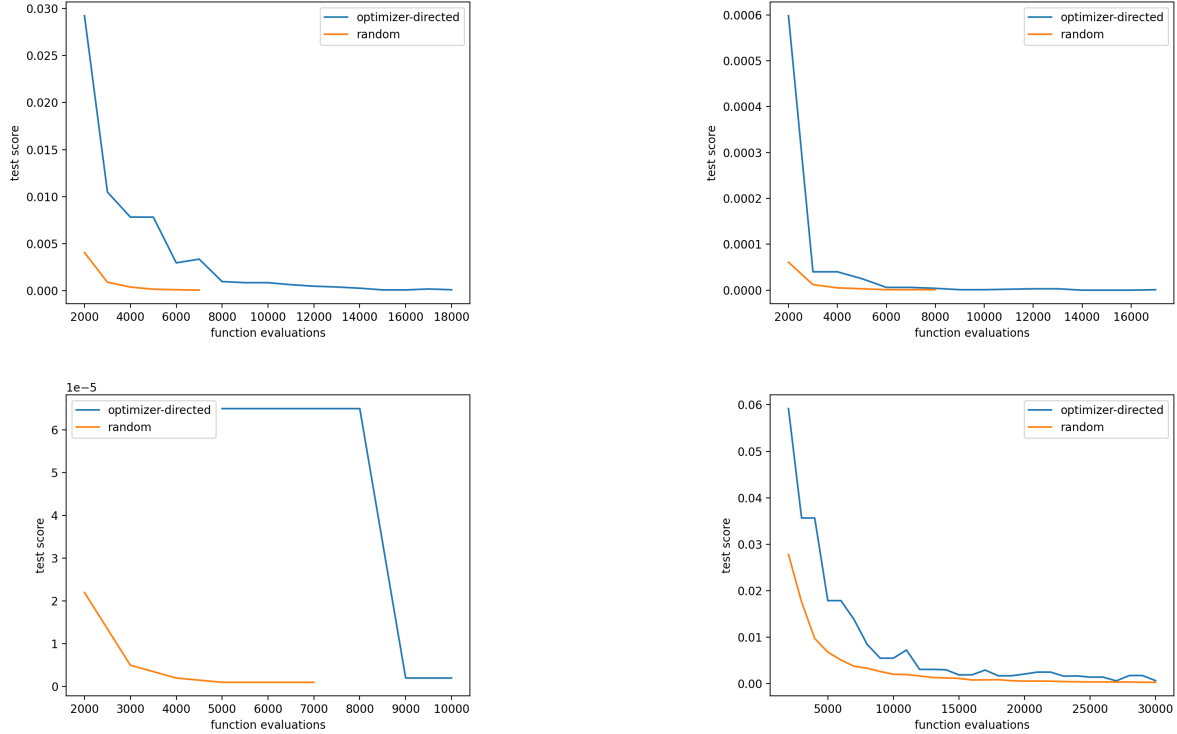 0.030
0.025
0.020
0.015
0.010
0.005
0.000
test score
2000 4000 6000 8000 10000 12000 14000 16000 18000
function evaluations
optimizer-directed
random
0.0006
0.0005
0.0004
0.0003
0.0002
0.0001
0.0000
test score
2000 4000 6000 8000 10000 12000 14000 16000
function evaluations
optimizer-directed
random
1e−5
6
5
4
3
2
1
0
test score
2000 3000 4000 5000 6000 7000 8000 9000 10000
function evaluations
optimizer-directed
random
0.06
0.05
0.04
0.03
0.02
0.01
0.00
test score
5000 10000 15000 20000 25000 30000
function evaluations
optimizer-directed
random